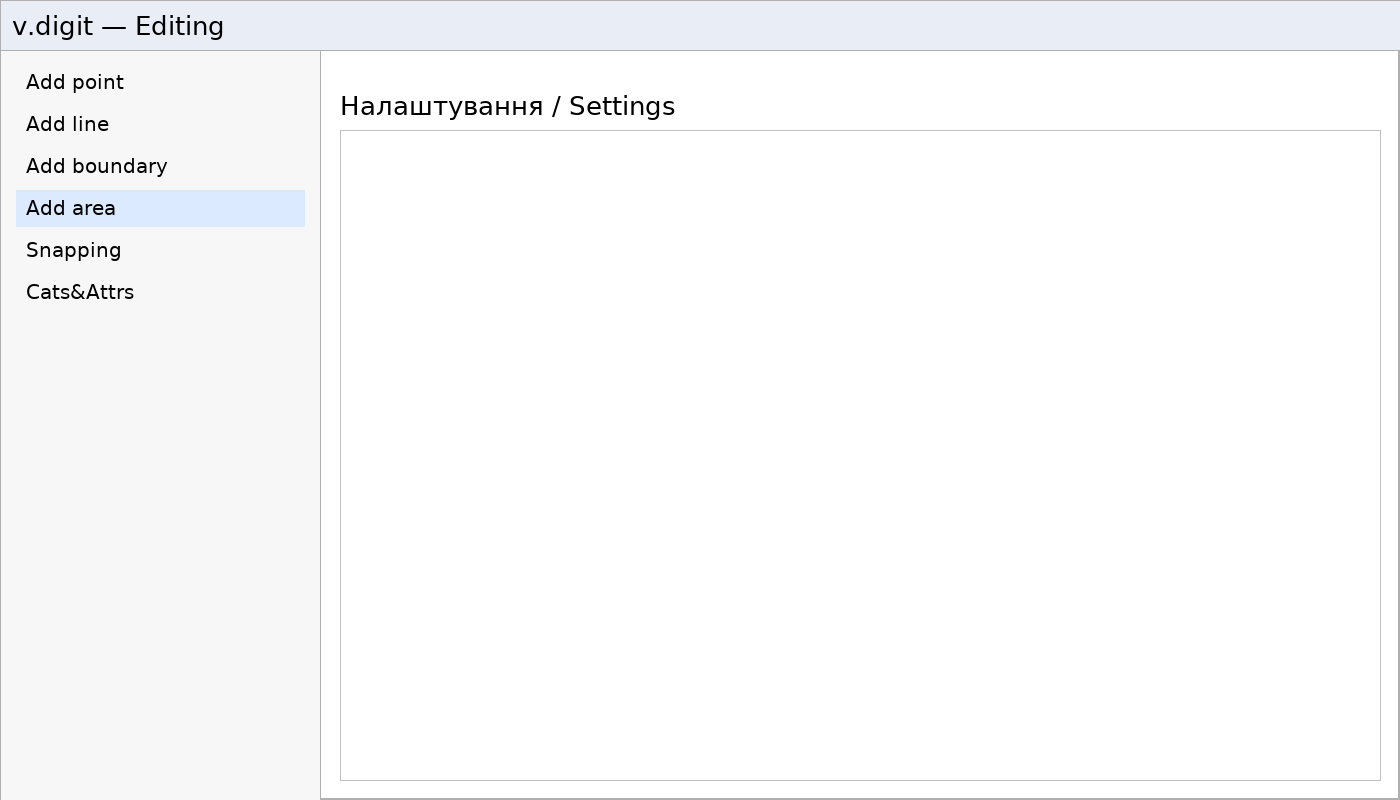 v.digit — Editing
Add point
Add line
Add boundary
Add area
Snapping
Cats&Attrs
Налаштування / Settings